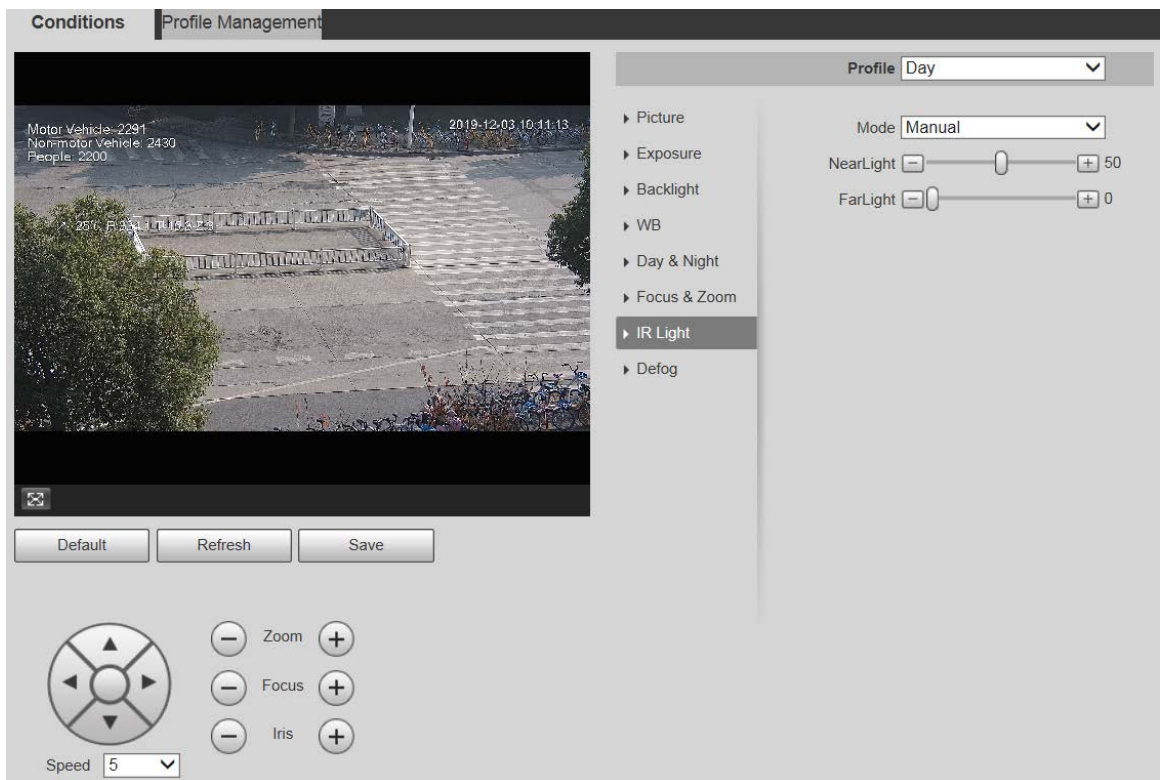 Conditions
Profile Management
Profile Day
Motor Vehicle: 2291
Non-motor Vehicle: 2430
People: 2200
2019-12-03 10:11:13
25℃
Picture
Exposure
Backlight
WB
Day & Night
Focus & Zoom
IR Light
Defog
Mode Manual
NearLight 50
FarLight 0
Default
Refresh
Save
Zoom
Focus
Iris
Speed 5